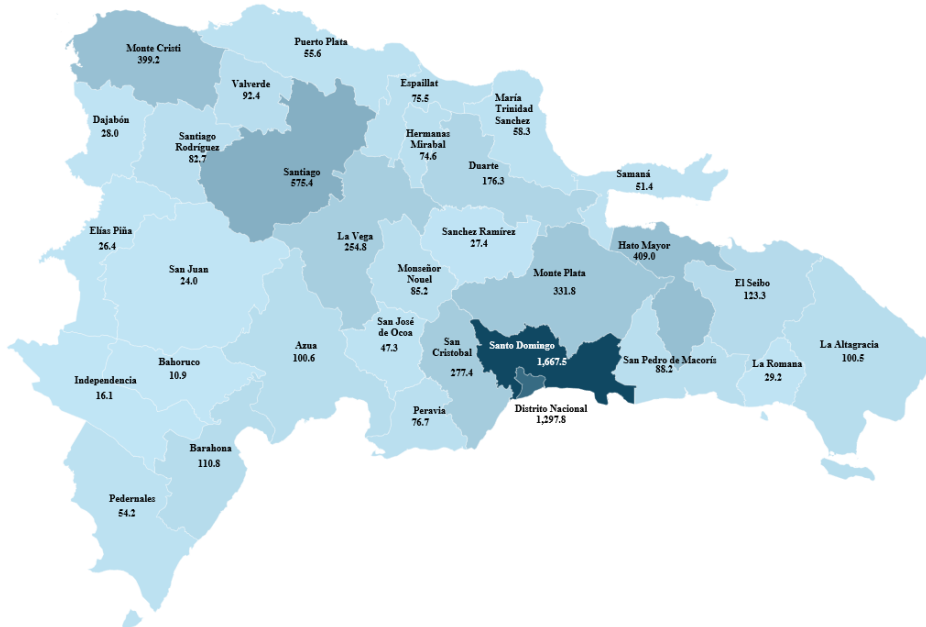 Puerto Plata
55.6
Monte Cristi
399.2
Valverde
92.4
Espaillat
75.5
María
Trinidad
Sanchez
58.3
Dajabón
28.0
Santiago
Rodríguez
82.7
Hermanas
Mirabal
74.6
Duarte
176.3
Santiago
575.4
Samaná
51.4
Elías Piña
26.4
La Vega
254.8
Sanchez Ramírez
27.4
Hato Mayor
409.0
San Juan
24.0
Monseñor
Nouel
85.2
Monte Plata
331.8
El Seibo
123.3
San José
de Ocoa
47.3
Azua
100.6
San
Cristobal
277.4
Santo Domingo
1,667.5
La Altagracia
100.5
Bahoruco
10.9
San Pedro de Macorís
88.2
La Romana
29.2
Independencia
16.1
Peravia
76.7
Distrito Nacional
1,297.8
Barahona
110.8
Pedernales
54.2